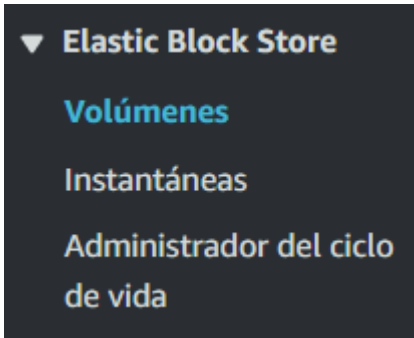 Elastic Block Store
Volúmenes
Instantáneas
Administrador del ciclo
de vida